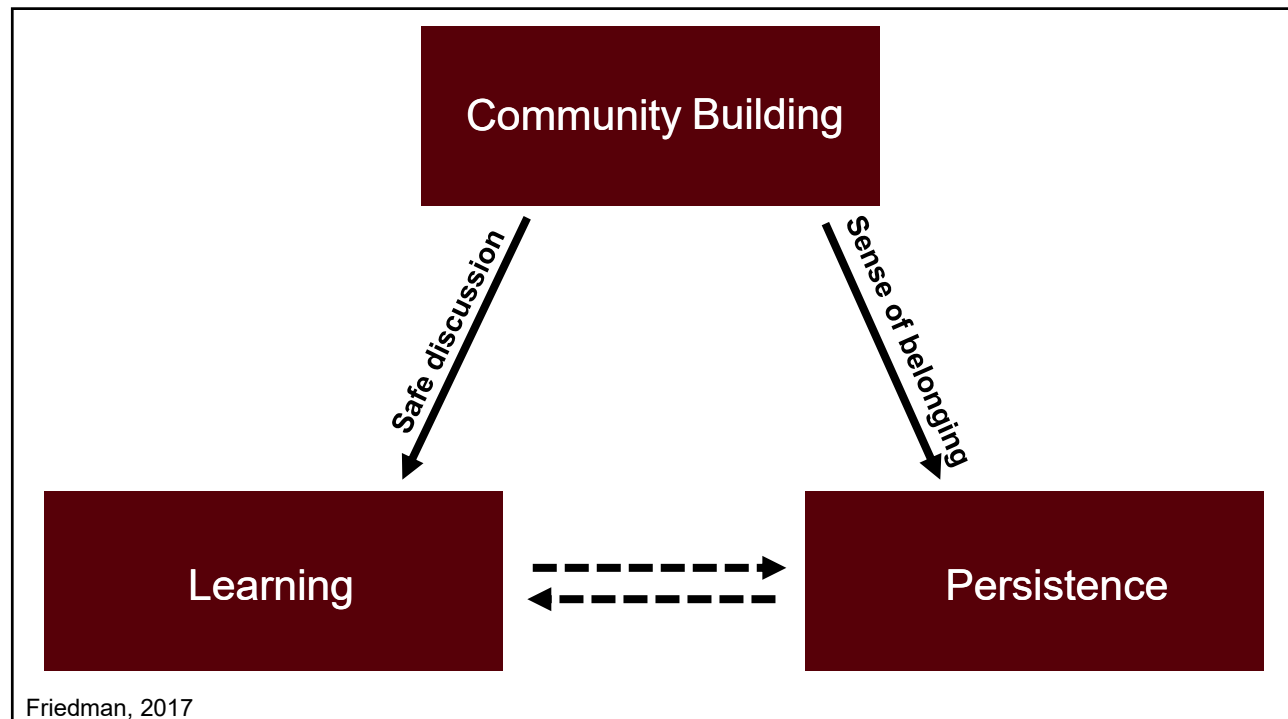 Community Building
Safe discussion
Sense of belonging
Learning
Persistence
Friedman, 2017